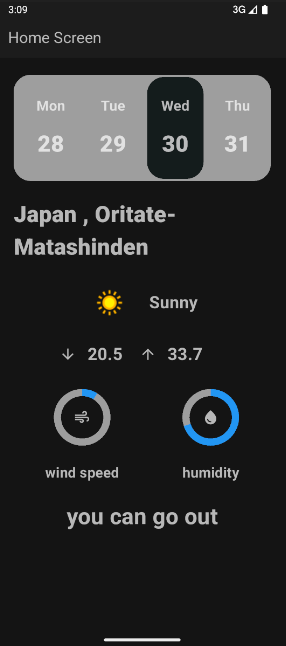 3:09 3G
Home Screen
Mon Tue Wed Thu
28 29 30 31
Japan , Oritate-
Matashinden
Sunny
20.5 33.7
wind speed humidity
you can go out